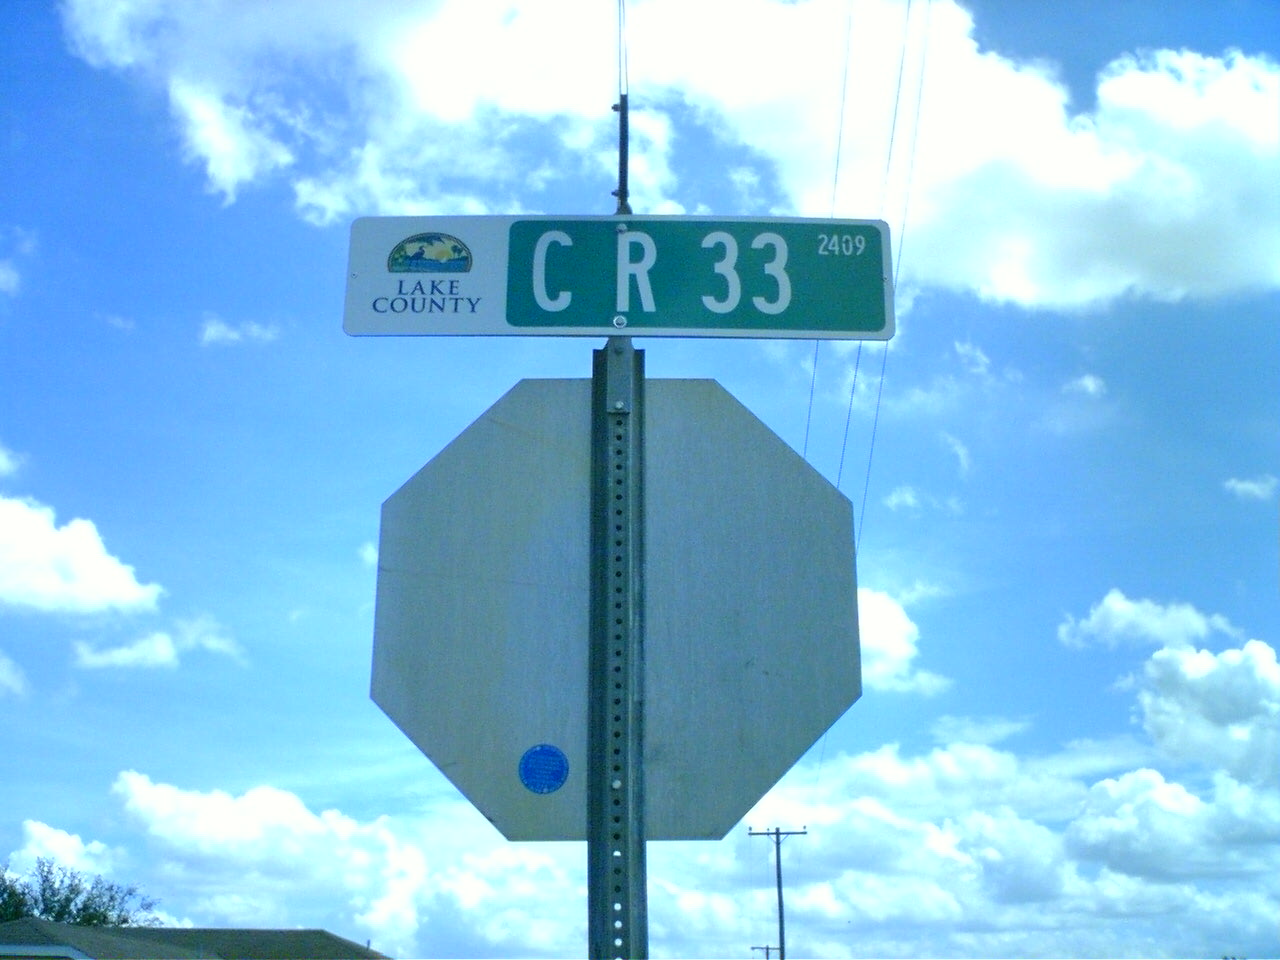 LAKE
COUNTY
C R 33 2409